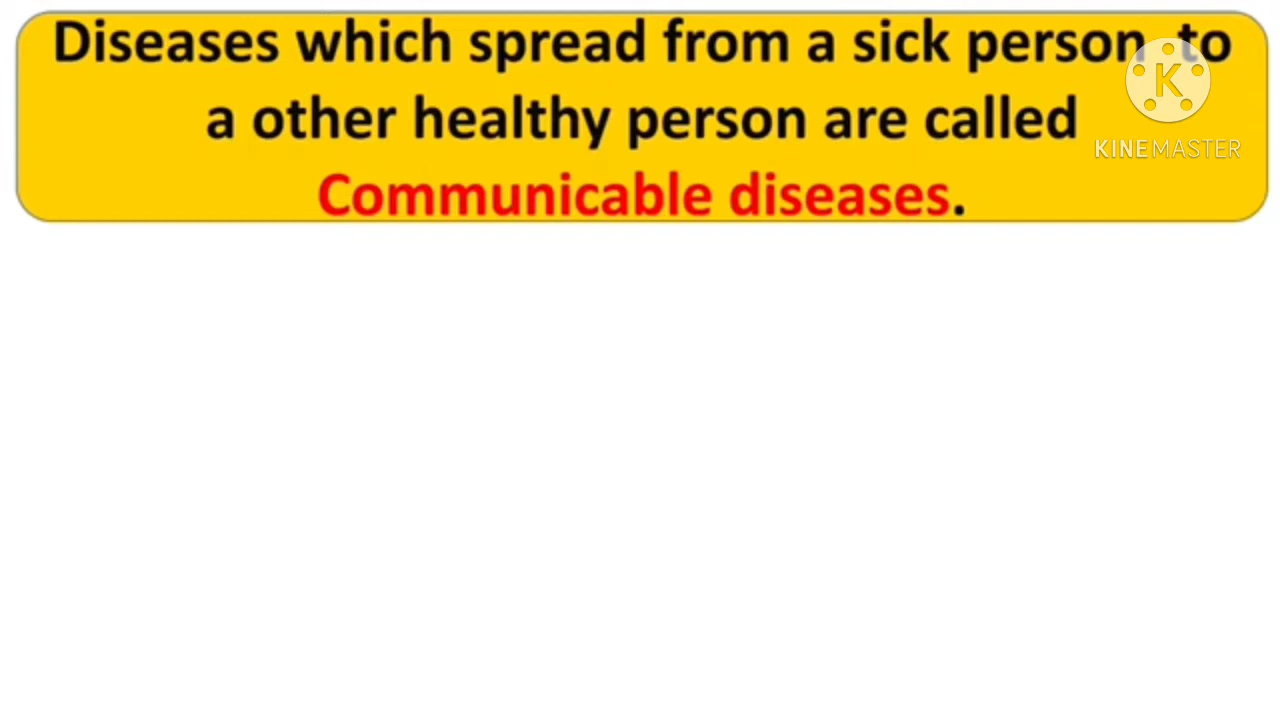 Diseases which spread from a sick person to
a other healthy person are called
Communicable diseases.
K
KINEMASTER